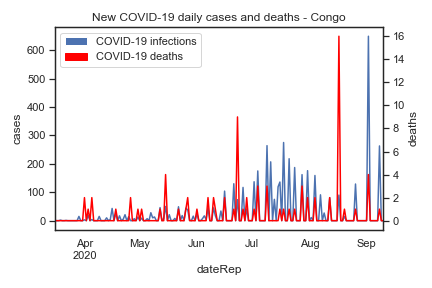 New COVID-19 daily cases and deaths - Congo
COVID-19 infections
COVID-19 deaths
600
500
400
300
200
100
0
cases
16
14
12
10
8
6
4
2
0
deaths
Apr
2020
May
Jun
Jul
Aug
Sep
dateRep